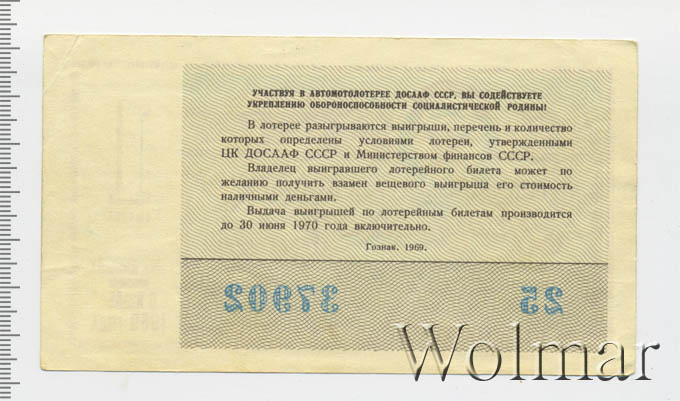 УЧАСТВУЯ В АВТОМОТОЛОТЕРЕЕ ДОСААФ СССР, ВЫ СОДЕЙСТВУЕТЕ
УКРЕПЛЕНИЮ ОБОРОНОСПОСОБНОСТИ СОЦИАЛИСТИЧЕСКОЙ РОДИНЫ!
В лотерее разыгрываются выигрыши, перечень и количество
которых определены условиями лотереи, утвержденными
ЦК ДОСААФ СССР и Министерством финансов СССР.
Владелец выигравшего лотерейного билета может по
желанию получить взамен вещевого выигрыша его стоимость
наличными деньгами.
Выдача выигрышей по лотерейным билетам производится
до 30 июня 1970 года включительно.
Гознак. 1969.
37902 25
Wolmar